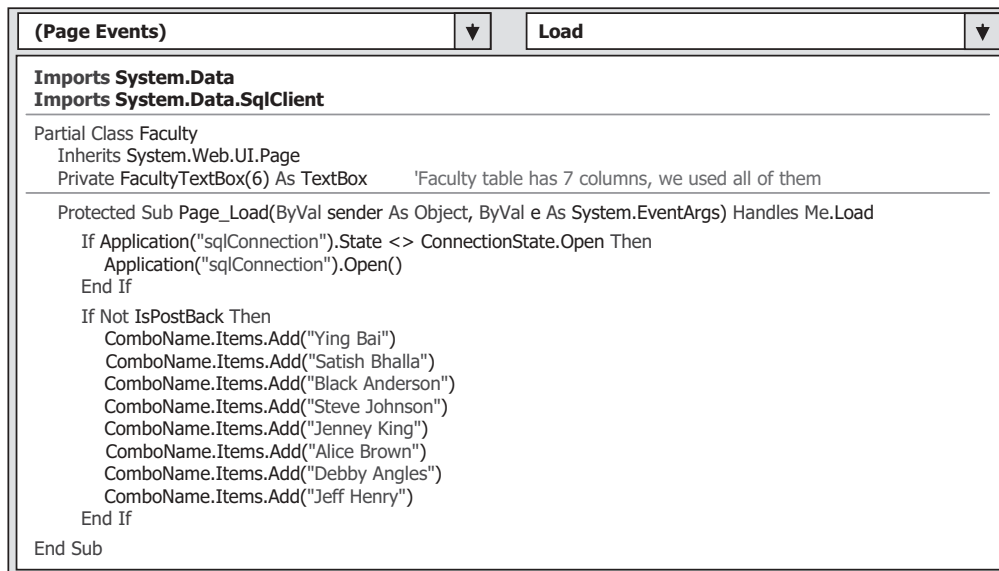 (Page Events) Load
Imports System.Data
Imports System.Data.SqlClient
Partial Class Faculty
Inherits System.Web.UI.Page
Private FacultyTextBox(6) As TextBox 'Faculty table has 7 columns, we used all of them
Protected Sub Page_Load(ByVal sender As Object, ByVal e As System.EventArgs) Handles Me.Load
If Application("sqlConnection").State <> ConnectionState.Open Then
Application("sqlConnection").Open()
End If
If Not IsPostBack Then
ComboName.Items.Add("Ying Bai")
ComboName.Items.Add("Satish Bhalla")
ComboName.Items.Add("Black Anderson")
ComboName.Items.Add("Steve Johnson")
ComboName.Items.Add("Jenney King")
ComboName.Items.Add("Alice Brown")
ComboName.Items.Add("Debby Angles")
ComboName.Items.Add("Jeff Henry")
End If
End Sub